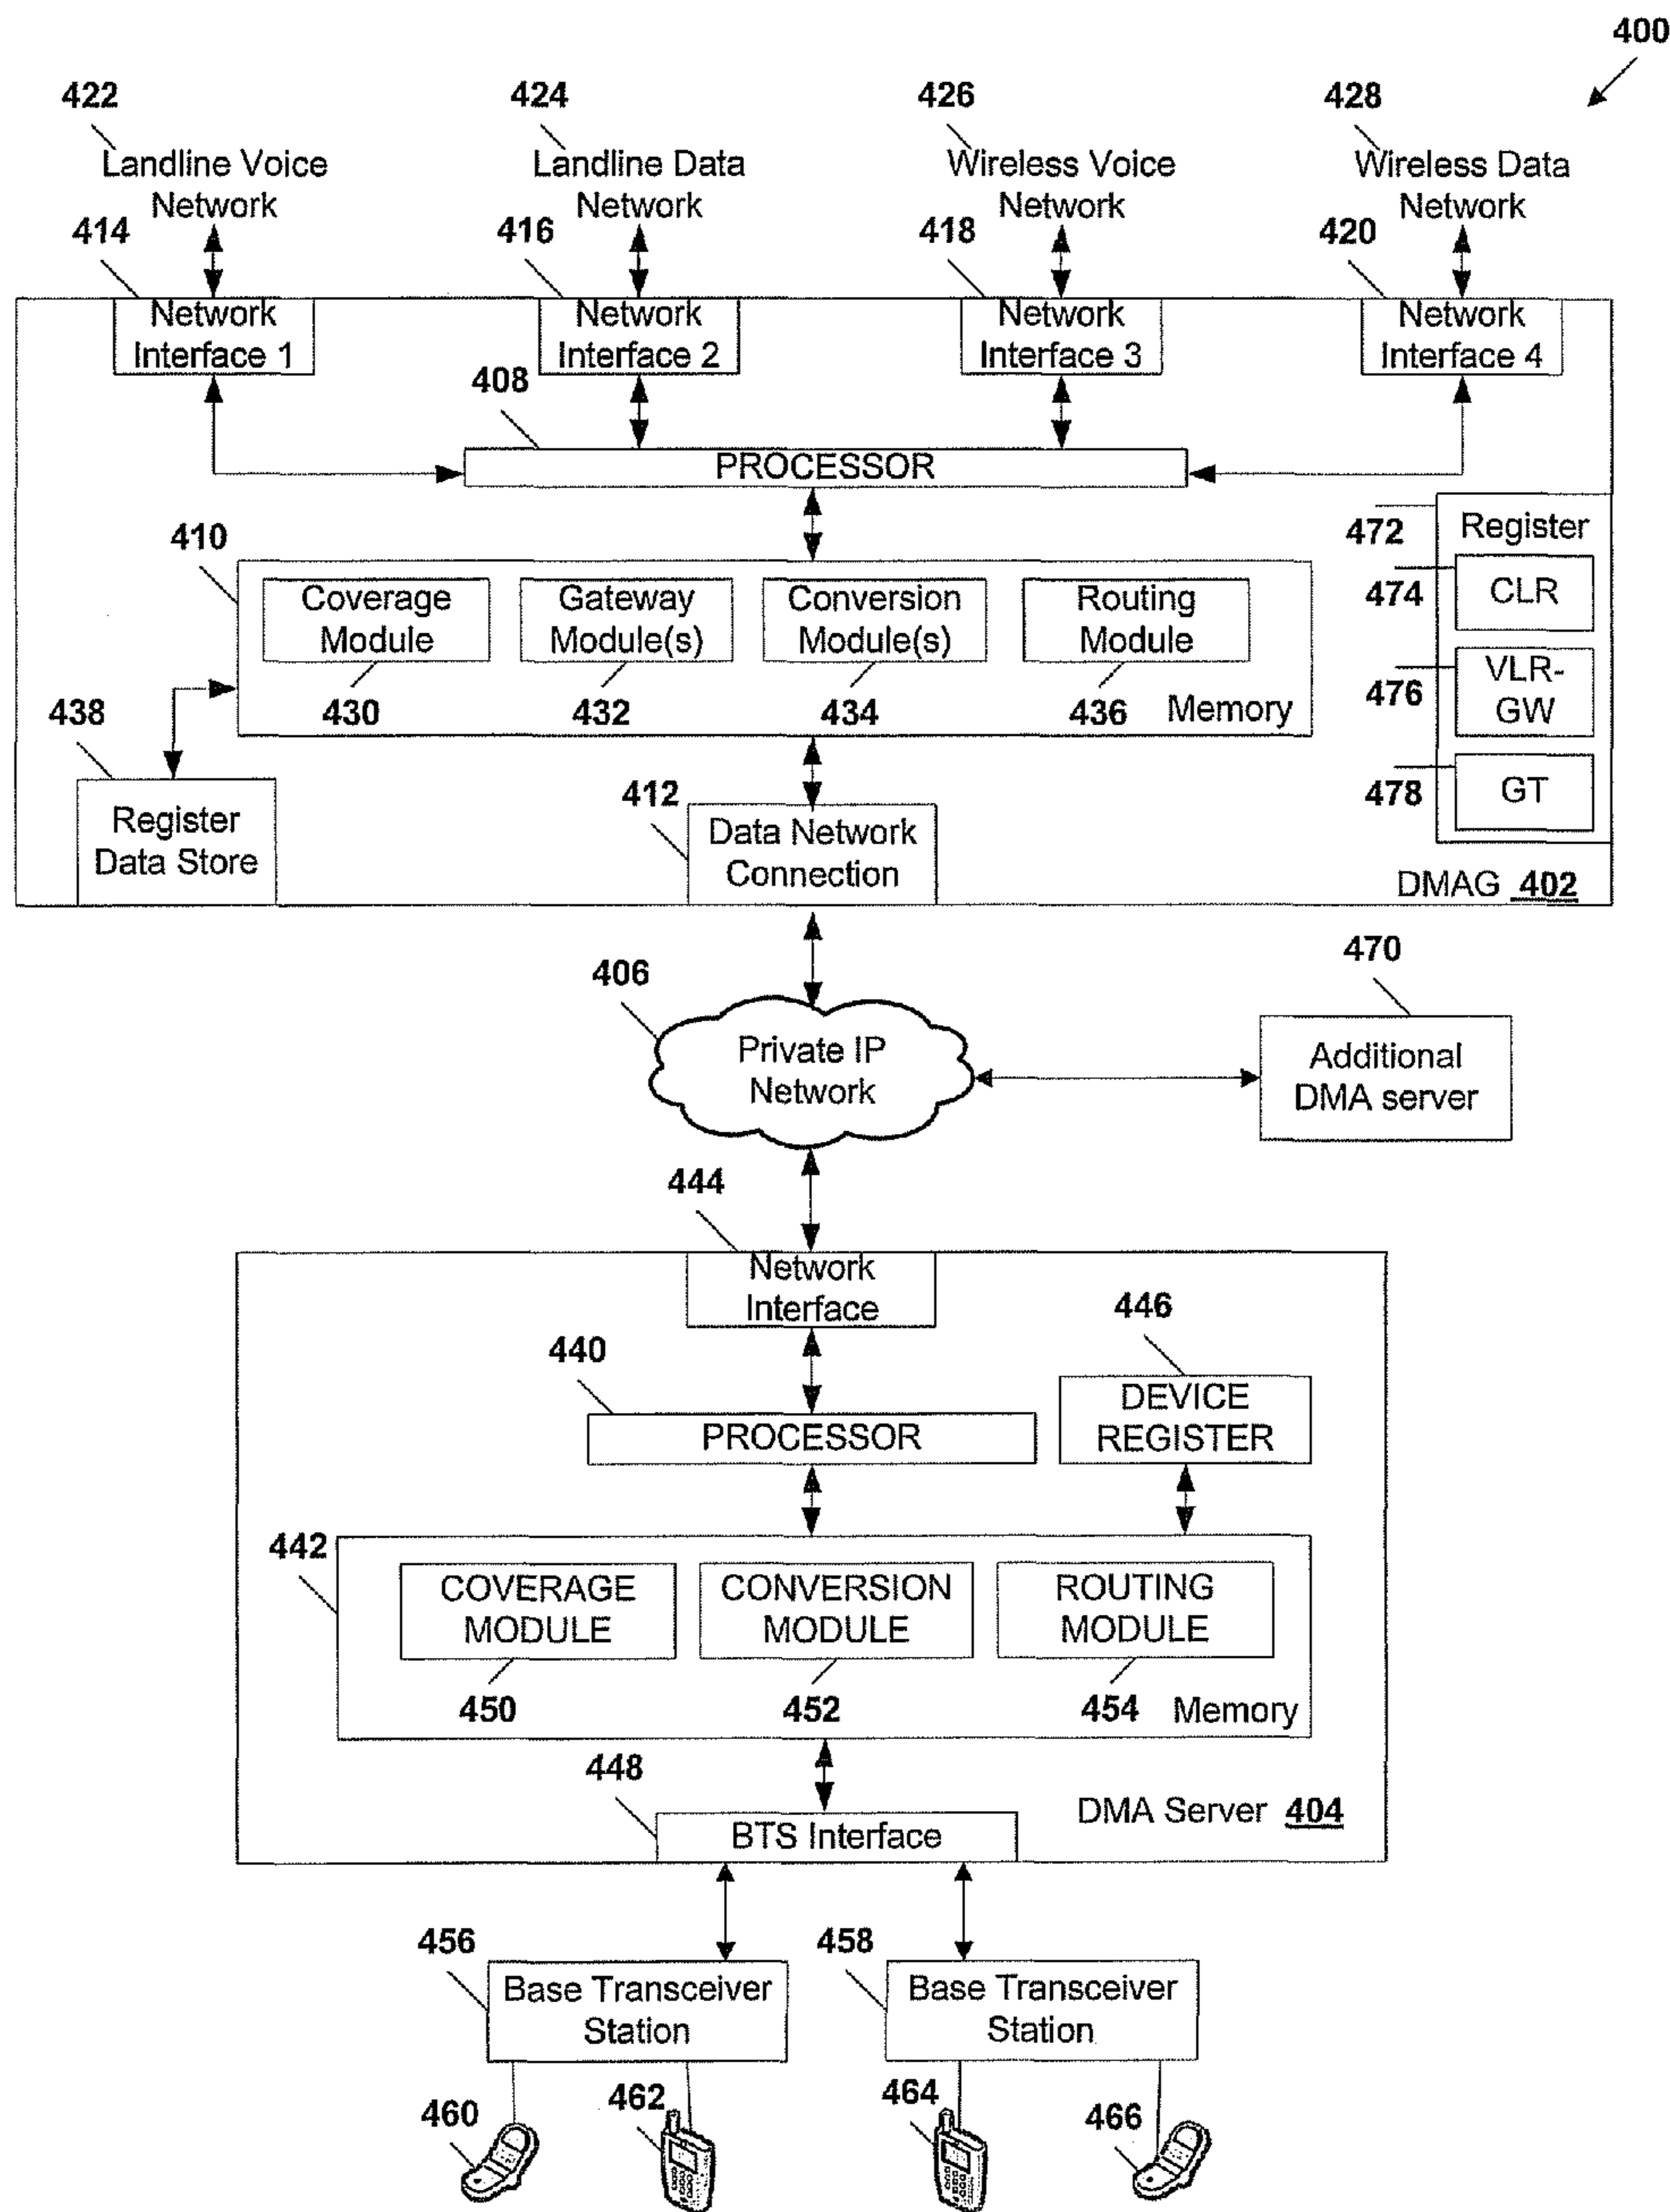 400
422
424
426
428
Landline Voice
Network
Landline Data
Network
Wireless Voice
Network
Wireless Data
Network
414
416
418
420
Network
Interface 1
Network
Interface 2
Network
Interface 3
Network
Interface 4
408
PROCESSOR
410
Coverage
Module
Gateway
Module(s)
Conversion
Module(s)
Routing
Module
430
432
434
436
Memory
472
Register
474
CLR
476
VLR-
GW
478
GT
438
Register
Data Store
412
Data Network
Connection
DMAG 402
406
Private IP
Network
470
Additional
DMA server
444
Network
Interface
446
DEVICE
REGISTER
440
PROCESSOR
442
COVERAGE
MODULE
CONVERSION
MODULE
ROUTING
MODULE
450
452
454
Memory
448
BTS Interface
DMA Server 404
456
Base Transceiver
Station
458
Base Transceiver
Station
460
462
464
466